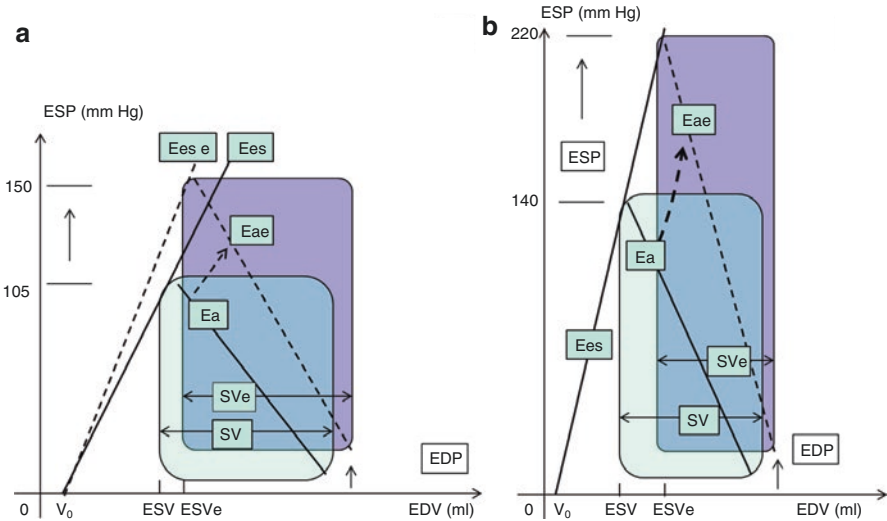 a
ESP (mm Hg)
Ees e
Ees
150
Eae
105
Ea
SVe
SV
EDP
0
V₀
ESV
ESVe
EDV (ml)
b
ESP (mm Hg)
220
Eae
ESP
140
Ea
Ees
SVe
SV
EDP
0
V₀
ESV
ESVe
EDV (ml)